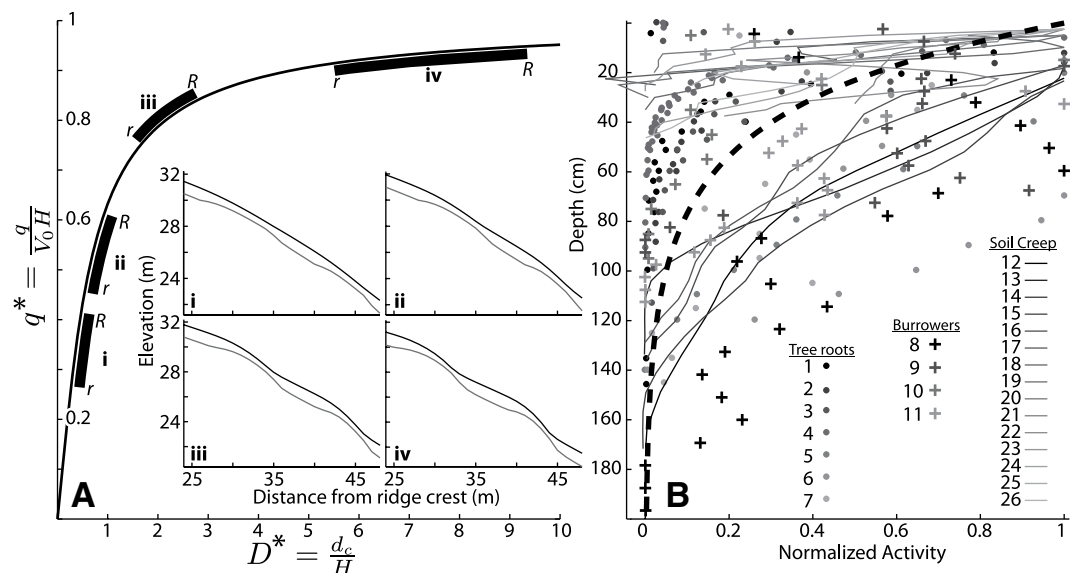 1
0.8
0.6
0.2
q* = q / V₀H
1 2 3 4 5 6 7 8 9 10
D* = d_c / H
A
r R i
r R ii
r R iii
r R iv
Elevation (m)
32
28
24
32
28
24
i
ii
iii
iv
25 35 45 25 35 45
Distance from ridge crest (m)
B
Depth (cm)
20
40
60
80
100
120
140
160
180
0 0.2 0.4 0.6 0.8 1
Normalized Activity
Tree roots
1
2
3
4
5
6
7
Burrowers
8
9
10
11
Soil Creep
12
13
14
15
16
17
18
19
20
21
22
23
24
25
26